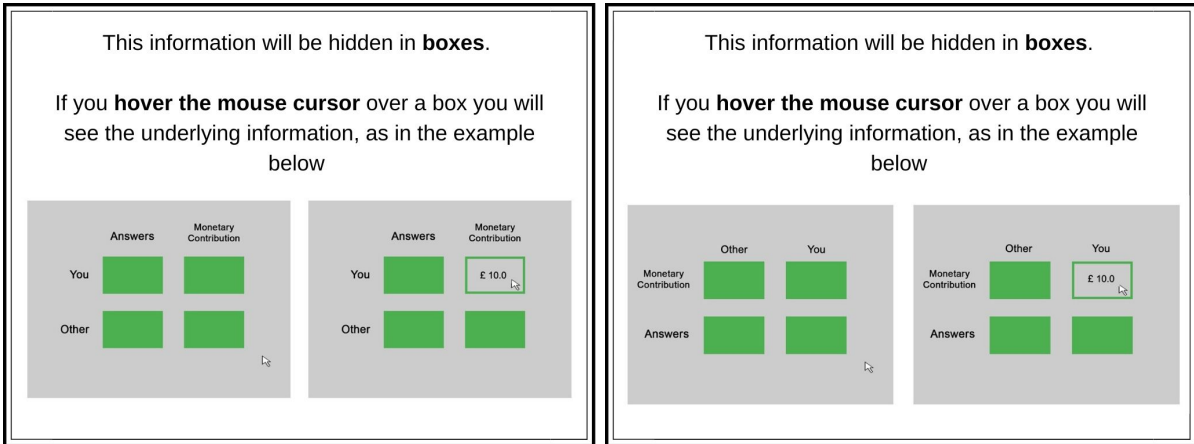 This information will be hidden in boxes.
If you hover the mouse cursor over a box you will
see the underlying information, as in the example
below
Answers
Monetary
Contribution
You
Other
Answers
Monetary
Contribution
You
£ 10.0
Other
This information will be hidden in boxes.
If you hover the mouse cursor over a box you will
see the underlying information, as in the example
below
Other
You
Monetary
Contribution
Answers
Other
You
Monetary
Contribution
£ 10.0
Answers